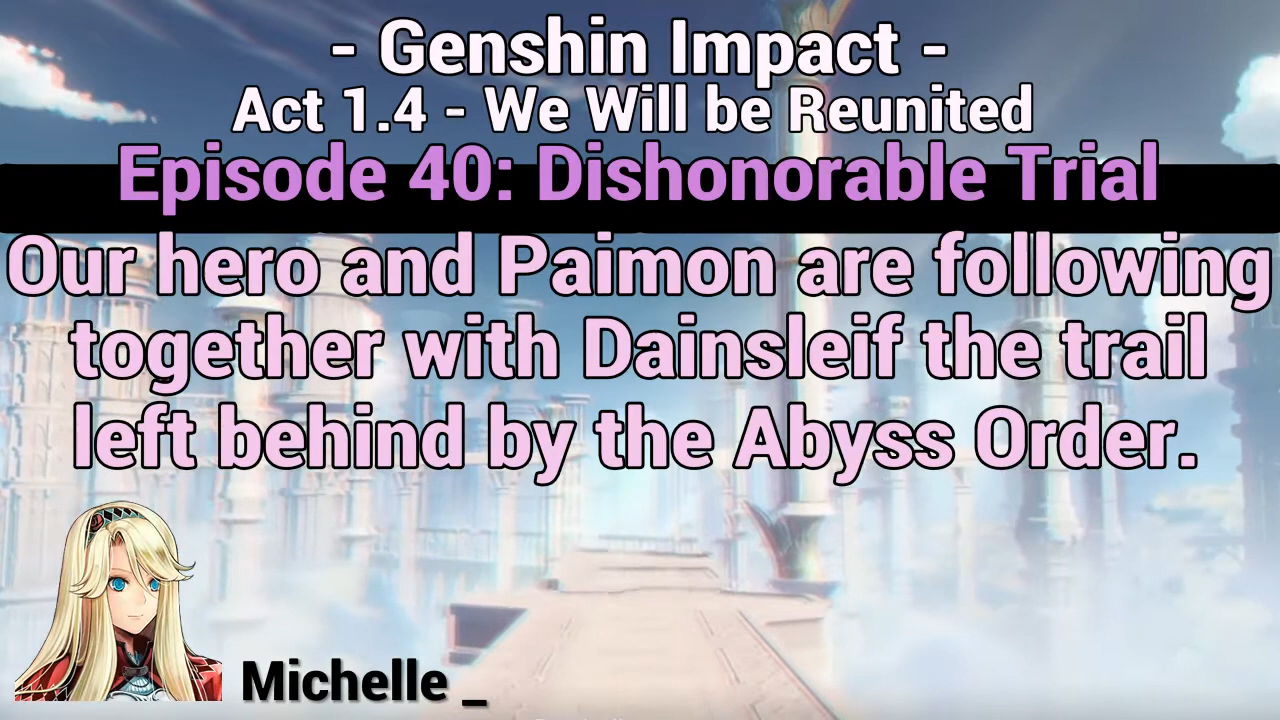 - Genshin Impact -
Act 1.4 - We Will be Reunited
Episode 40: Dishonorable Trial
Our hero and Paimon are following
together with Dainsleif the trail
left behind by the Abyss Order.
Michelle _